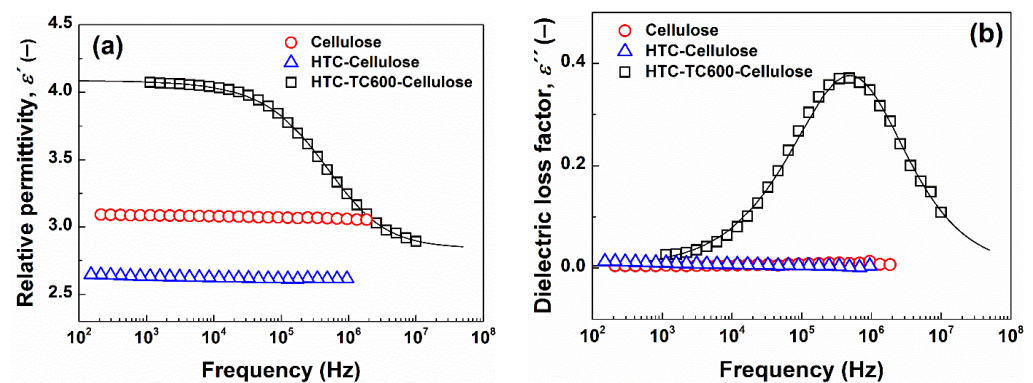 (a)
Cellulose
HTC-Cellulose
HTC-TC600-Cellulose
Relative permittivity, ε´ (–)
4.5
4.0
3.5
3.0
2.5
10² 10³ 10⁴ 10⁵ 10⁶ 10⁷ 10⁸
Frequency (Hz)
(b)
Cellulose
HTC-Cellulose
HTC-TC600-Cellulose
Dielectric loss factor, ε´´ (–)
0.4
0.2
0.0
10² 10³ 10⁴ 10⁵ 10⁶ 10⁷ 10⁸
Frequency (Hz)